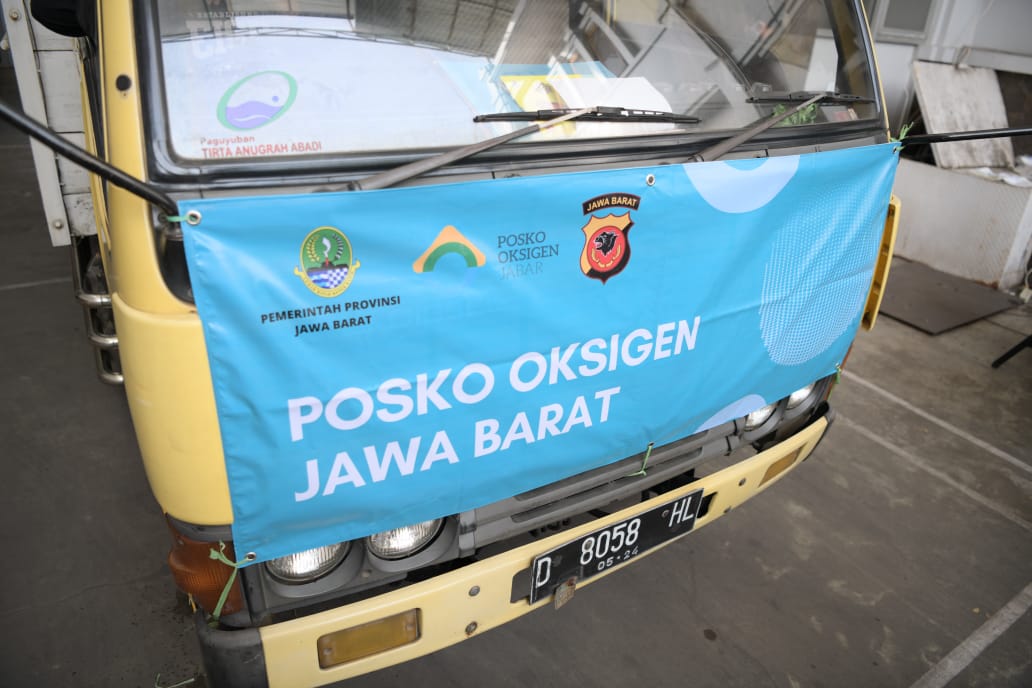 Paguyuban
TIRTA ANUGRAH ABADI
PEMERINTAH PROVINSI
JAWA BARAT
POSKO
OKSIGEN
JABAR
JAWA BARAT
POSKO OKSIGEN
JAWA BARAT
D 8058 HL
05·24